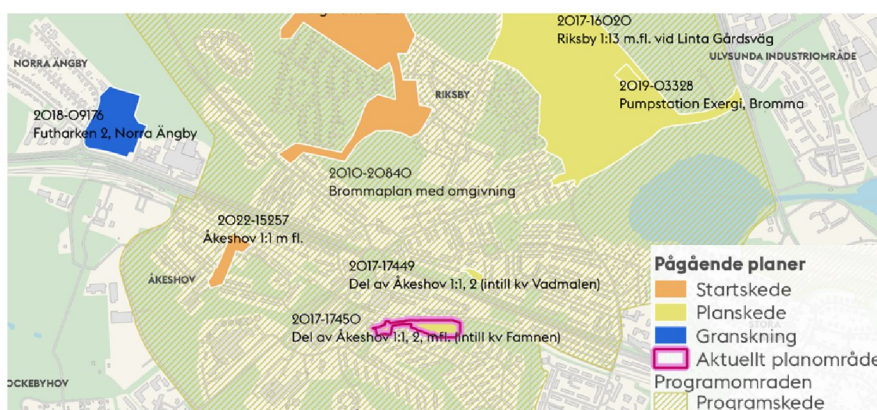 2017-16020
Riksby 1:13 m.fl. vid Linta Gårdsväg
ULVSUNDA INDUSTRIOMRÅDE
NORRA ÄNGBY
2019-03328
Pumpstation Exergi, Bromma
RIKSBY
2018-09176
Futharken 2, Norra Ängby
2010-20840
Brommaplan med omgivning
2022-15257
Åkeshov 1:1 m fl.
ÅKESHOV
2017-17449
Del av Åkeshov 1:1, 2 (intill kv Vadmalen)
2017-17450
Del av Åkeshov 1:1, 2, mfl. (intill kv Famnen)
OCKEBYHOV
Pågående planer
Startskede
Planskede
Granskning
STORA
Aktuellt planområde
Programområden
Programskede